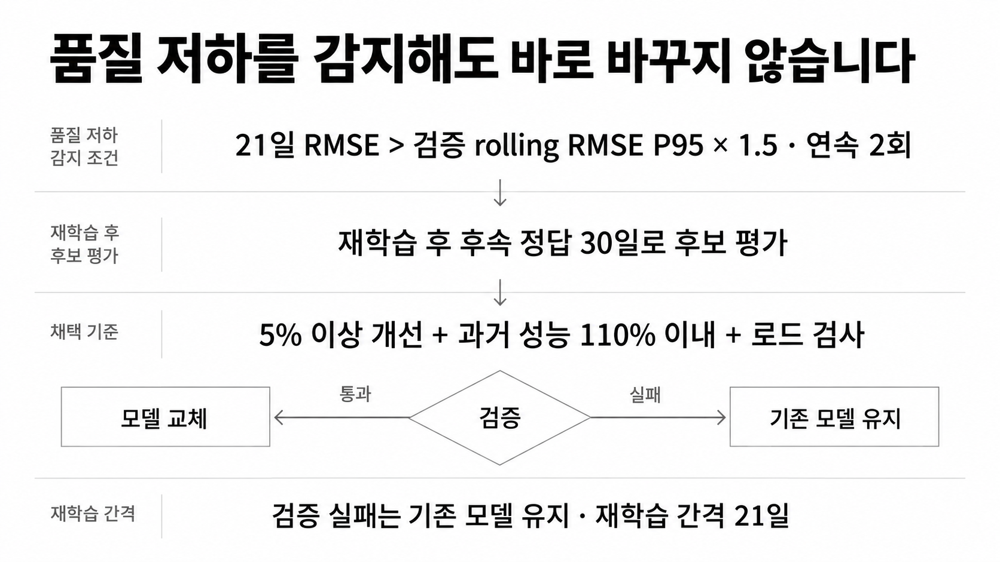 품질 저하를 감지해도 바로 바꾸지 않습니다
품질 저하
감지 조건
21일 RMSE > 검증 rolling RMSE P95 × 1.5 · 연속 2회
재학습 후
후보 평가
재학습 후 후속 정답 30일로 후보 평가
채택 기준
5% 이상 개선 + 과거 성능 110% 이내 + 로드 검사
통과
실패
모델 교체
검증
기존 모델 유지
재학습 간격
검증 실패는 기존 모델 유지 · 재학습 간격 21일